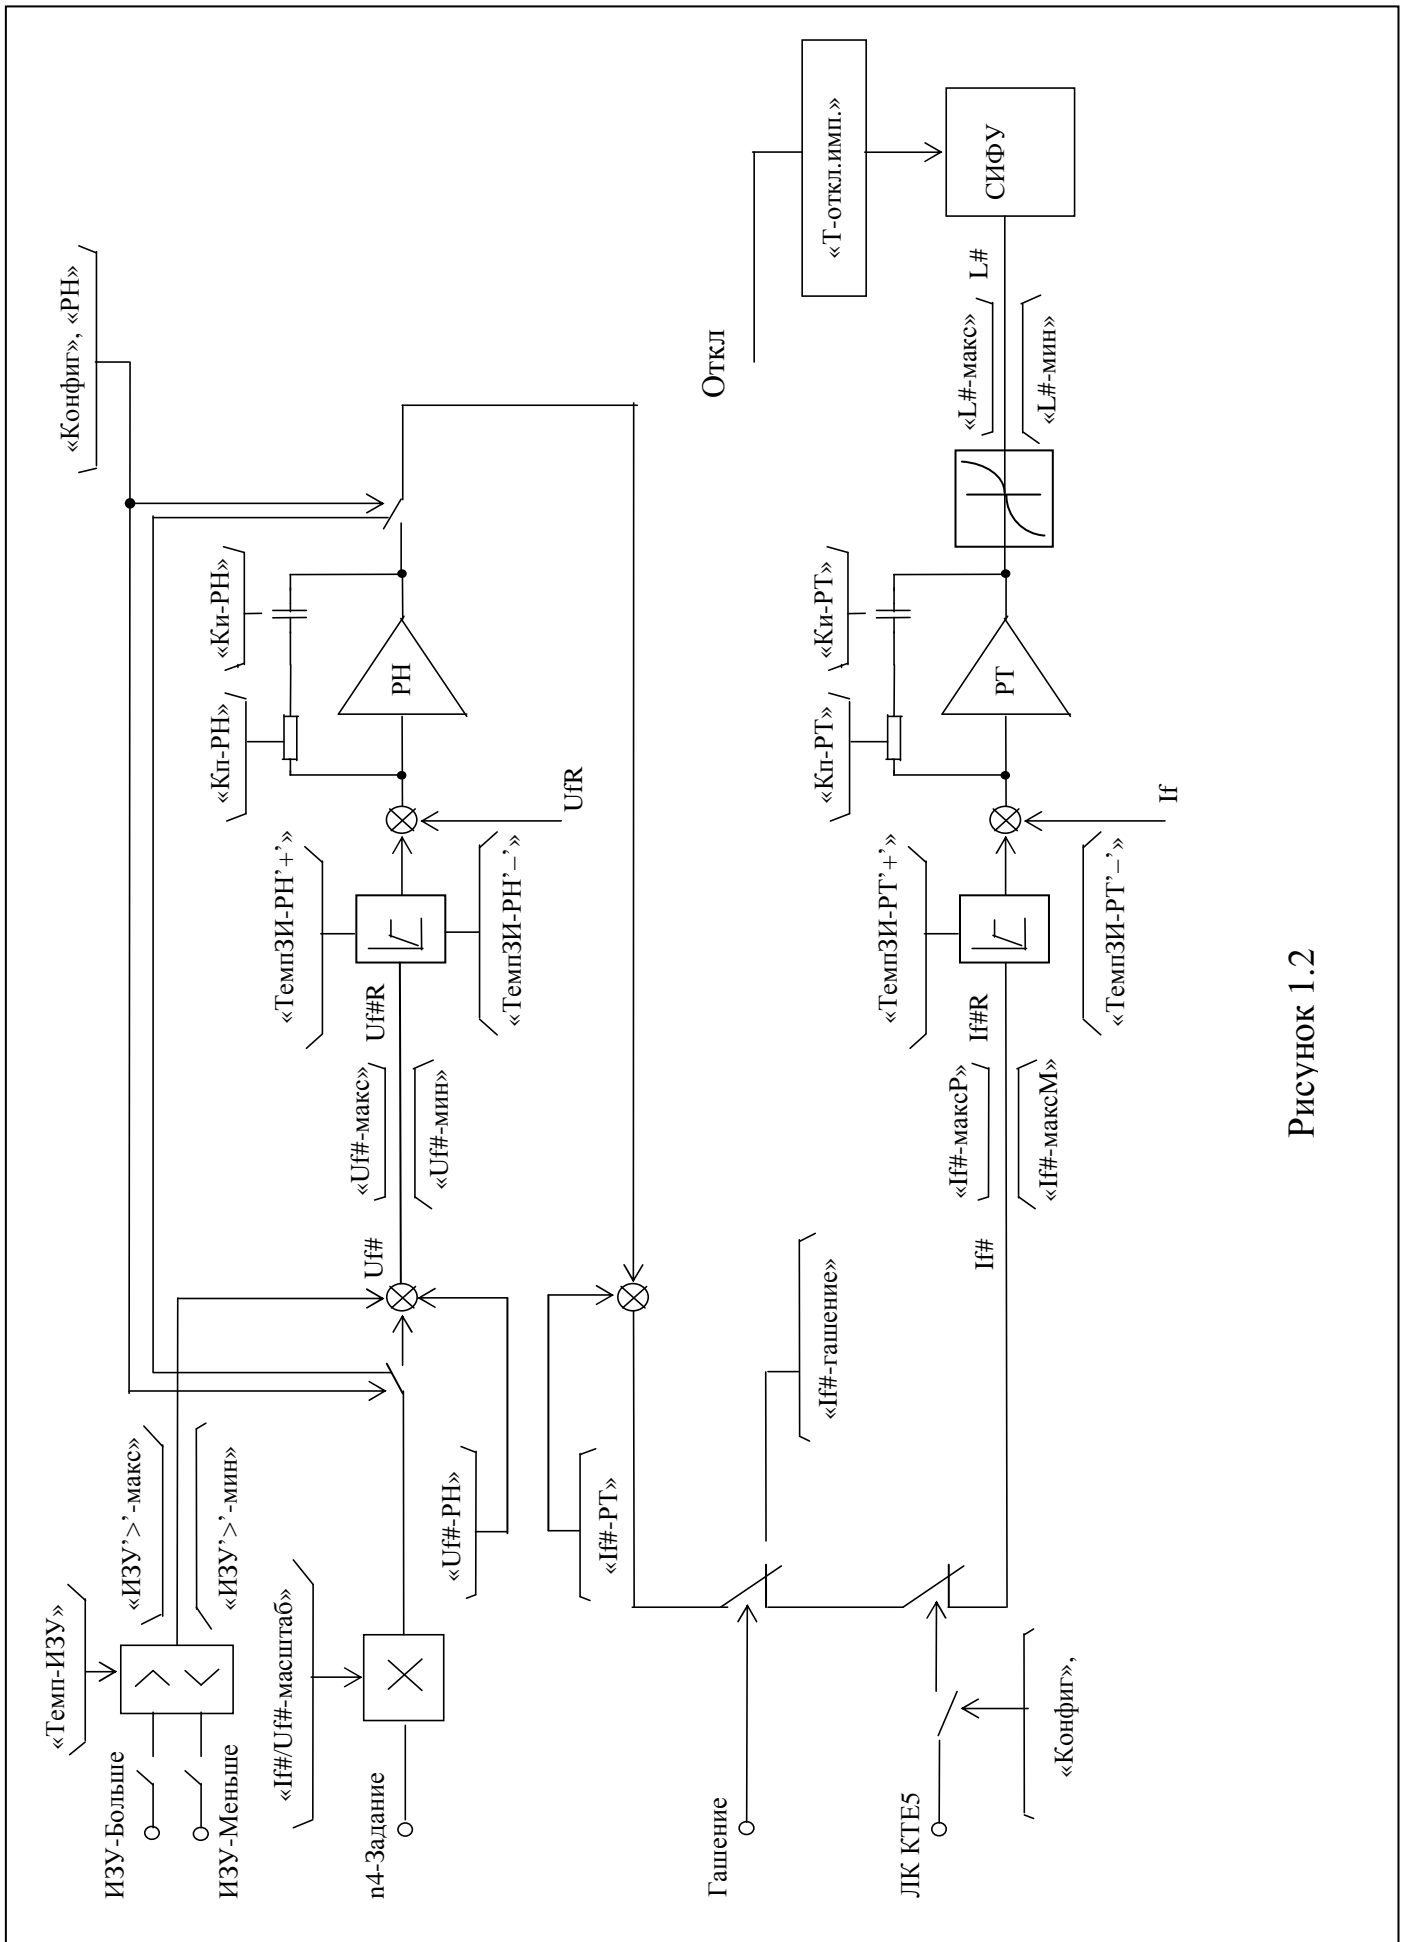 «Конфиг», «РН»
«Темп-ИЗУ»
«ИЗУ’>’-макс»
«ИЗУ’>’-мин»
ИЗУ-Больше
ИЗУ-Меньше
«If#/Uf#-масштаб»
n4-Задание
«Uf#-РН»
Uf#
«Uf#-макс»
«Uf#-мин»
Uf#R
«ТемпЗИ-РН’+’»
«ТемпЗИ-РН’–’»
UfR
«Кп-РН»
«Ки-РН»
РН
«If#-РТ»
«If#-гашение»
Гашение
ЛК КТЕ5
«Конфиг»,
If#
«If#-максР»
«If#-максМ»
If#R
«ТемпЗИ-РТ’+’»
«ТемпЗИ-РТ’–’»
If
«Кп-РТ»
«Ки-РТ»
РТ
«L#-макс»
«L#-мин»
L#
Откл
«Т-откл.имп.»
СИФУ
Рисунок 1.2